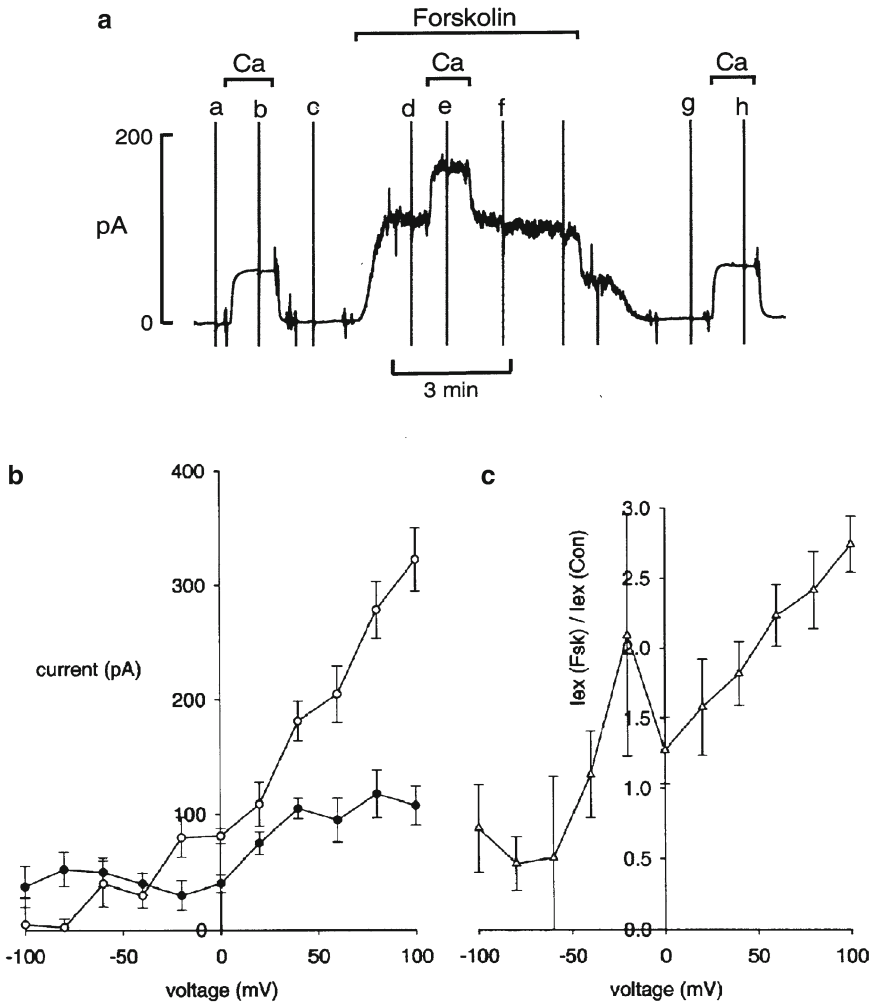 a
Forskolin
Ca Ca Ca
a b c d e f g h
200
pA
0
3 min
b
400
300
current (pA)
200
100
0
-100 -50 0 50 100
voltage (mV)
c
3.0
2.5
2.0
1.5
1.0
0.5
0.0
Iex (Fsk) / Iex (Con)
-100 -50 0 50 100
voltage (mV)